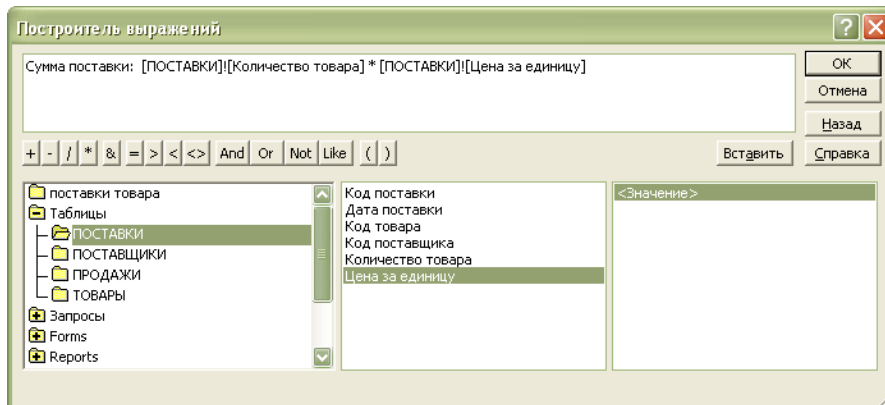 Построитель выражений
Сумма поставки:  [ПОСТАВКИ]![Количество товара] * [ПОСТАВКИ]![Цена за единицу]
OK
Отмена
Назад
+ - / * & = > < <> And Or Not Like ( ) Вставить Справка
поставки товара
Таблицы
ПОСТАВКИ
ПОСТАВЩИКИ
ПРОДАЖИ
ТОВАРЫ
Запросы
Forms
Reports
Код поставки
Дата поставки
Код товара
Код поставщика
Количество товара
Цена за единицу
<Значение>